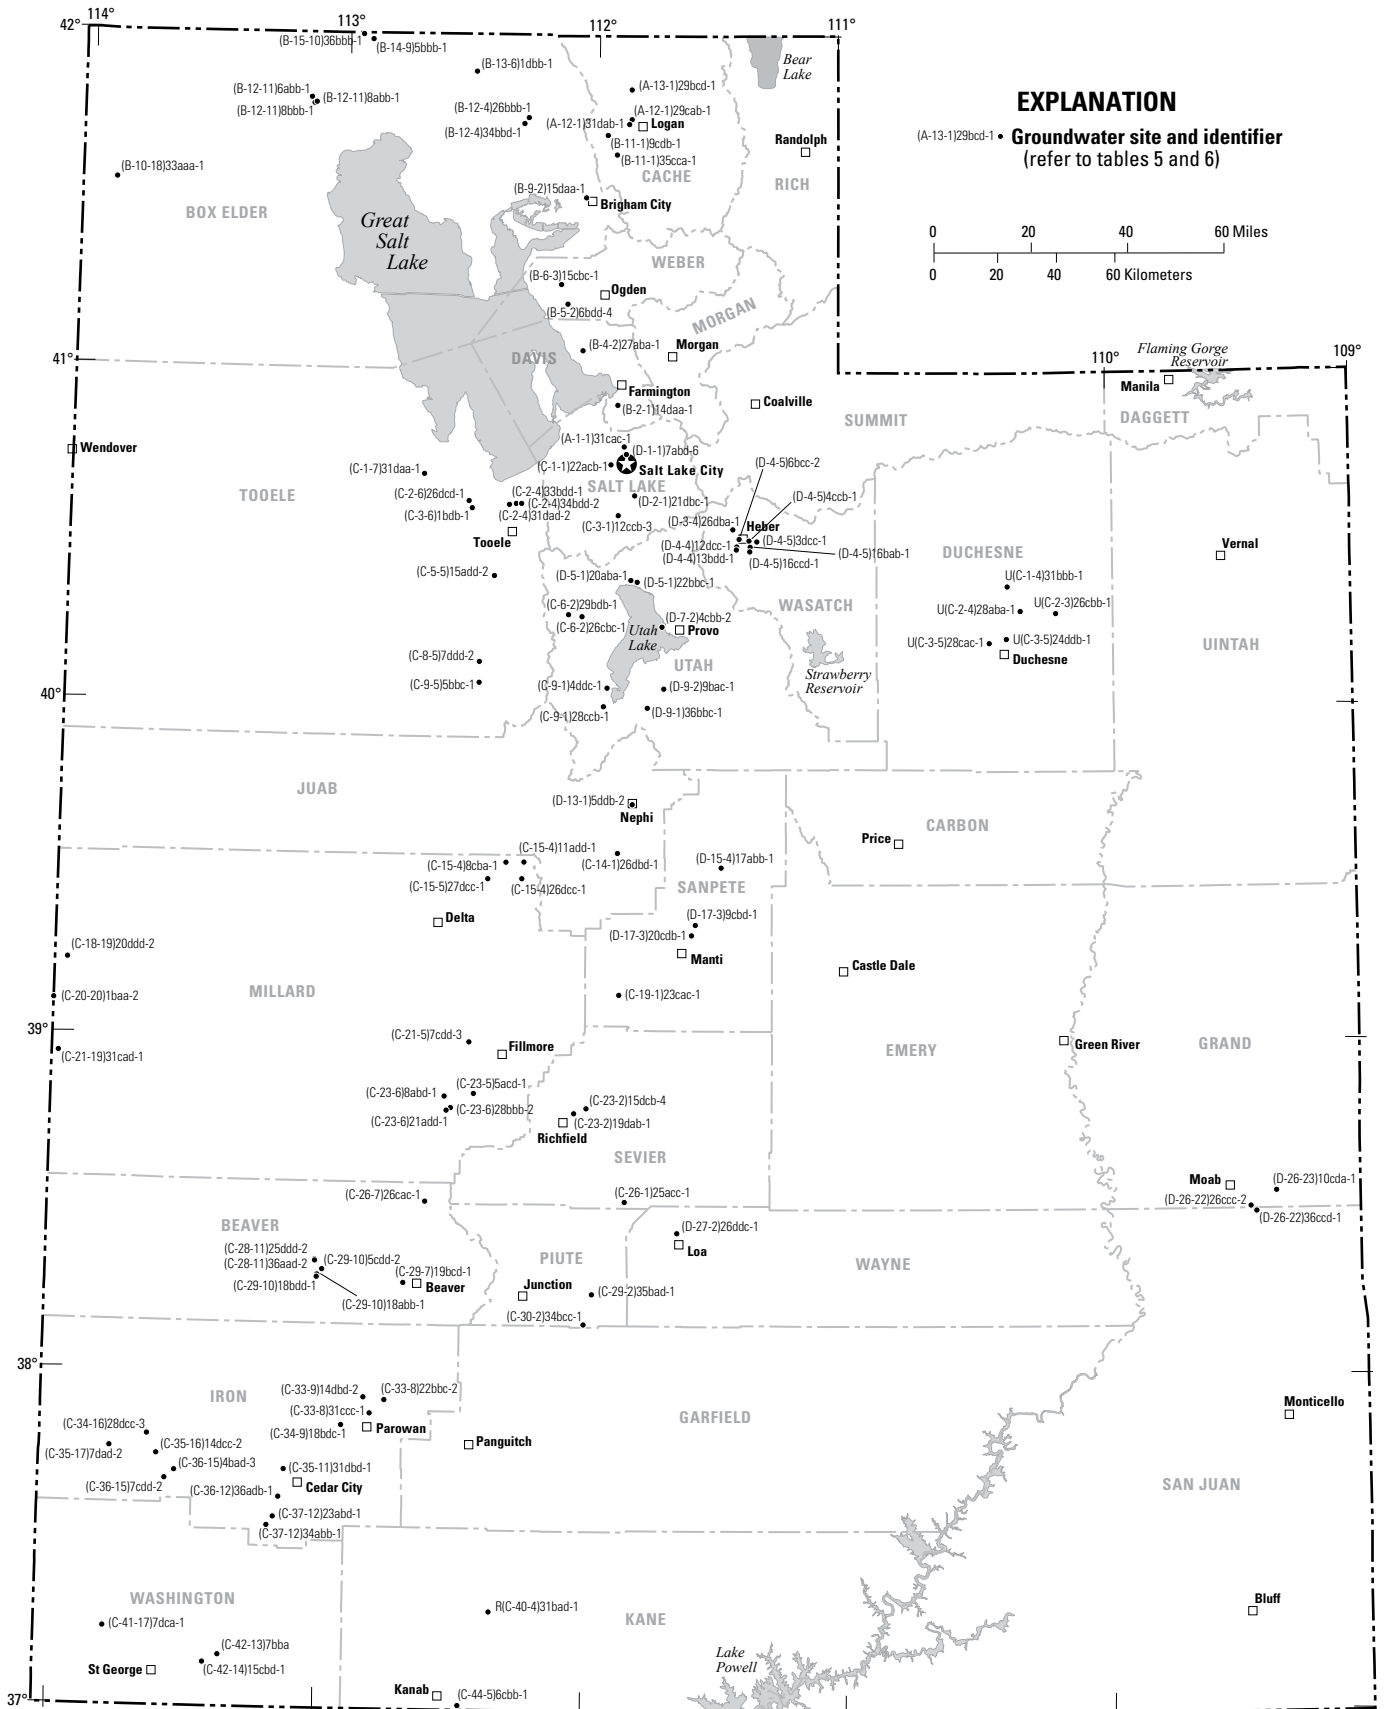 114°
113°
112°
111°
42°
(B-15-10)36bbb-1
(B-14-9)5bbb-1
(B-13-6)1dbb-1
Bear
Lake
(A-13-1)29bcd-1
(B-12-11)6abb-1
(B-12-11)8abb-1
(B-12-11)8bbb-1
(B-12-4)26bbb-1
(B-12-4)34bbd-1
(A-12-1)29cab-1
(A-12-1)31dab-1
Logan
(B-11-1)9cdb-1
(B-11-1)35cca-1
CACHE
Randolph
RICH
EXPLANATION
(A-13-1)29bcd-1
Groundwater site and identifier
(refer to tables 5 and 6)
0 20 40 60 Miles
0 20 40 60 Kilometers
(B-10-18)33aaa-1
BOX ELDER
Great
Salt
Lake
(B-9-2)15daa-1
Brigham City
WEBER
(B-6-3)15cbc-1
Ogden
(B-5-2)6bdd-4
MORGAN
(B-4-2)27aba-1
Morgan
DAVIS
41°
110°
109°
Flaming Gorge
Reservoir
Manila
DAGGETT
Farmington
(B-2-1)14daa-1
Coalville
SUMMIT
Wendover
(A-1-1)31cac-1
(D-1-1)7abd-6
(C-1-1)22acb-1
Salt Lake City
SALT LAKE
(C-1-7)31daa-1
TOOELE
(C-2-6)26dcd-1
(C-3-6)1bdb-1
(C-2-4)33bdd-1
(C-2-4)34bdd-2
(C-2-4)31dad-2
Tooele
(D-2-1)21dbc-1
(C-3-1)12ccb-3
(D-4-5)6bcc-2
(D-4-5)4ccb-1
(D-3-4)26dba-1
Heber
(D-4-4)12dcc-1
(D-4-5)3dcc-1
(D-4-4)13bdd-1
(D-4-5)16ccd-1
(D-4-5)16bab-1
DUCHESNE
Vernal
(C-5-5)15add-2
(D-5-1)20aba-1
(D-5-1)22bbc-1
U(C-1-4)31bbb-1
(C-6-2)29bdb-1
(C-6-2)26cbc-1
Utah
Lake
(D-7-2)4cbb-2
Provo
WASATCH
U(C-2-4)28aba-1
U(C-2-3)26cbb-1
U(C-3-5)28cac-1
U(C-3-5)24ddb-1
Duchesne
UINTAH
(C-8-5)7ddd-2
UTAH
Strawberry
Reservoir
40°
(C-9-5)5bbc-1
(C-9-1)4ddc-1
(D-9-2)9bac-1
(C-9-1)28ccb-1
(D-9-1)36bbc-1
JUAB
(D-13-1)5ddb-2
Nephi
CARBON
Price
(C-15-4)11add-1
(C-15-4)8cba-1
(C-14-1)26dbd-1
(D-15-4)17abb-1
(C-15-5)27dcc-1
(C-15-4)26dcc-1
SANPETE
Delta
(D-17-3)9cbd-1
(D-17-3)20cdb-1
Manti
(C-18-19)20ddd-2
Castle Dale
(C-20-20)1baa-2
MILLARD
(C-19-1)23cac-1
39°
(C-21-19)31cad-1
(C-21-5)7cdd-3
Fillmore
EMERY
Green River
GRAND
(C-23-6)8abd-1
(C-23-5)5acd-1
(C-23-6)28bbb-2
(C-23-6)21add-1
(C-23-2)15dcb-4
(C-23-2)19dab-1
Richfield
SEVIER
(C-26-7)26cac-1
(C-26-1)25acc-1
Moab
(D-26-23)10cda-1
(D-26-22)26ccc-2
(D-26-22)36ccd-1
BEAVER
(C-28-11)25ddd-2
(C-28-11)36aad-2
(C-29-10)5cdd-2
(C-29-10)18bdd-1
(C-29-7)19bcd-1
Beaver
(C-29-10)18abb-1
PIUTE
(D-27-2)26ddc-1
Loa
WAYNE
Junction
(C-29-2)35bad-1
(C-30-2)34bcc-1
38°
IRON
(C-33-9)14dbd-2
(C-33-8)22bbc-2
(C-33-8)31ccc-1
Parowan
(C-34-9)18bdc-1
(C-34-16)28dcc-3
(C-35-17)7dad-2
(C-35-16)14dcc-2
(C-36-15)4bad-3
(C-36-15)7cdd-2
(C-35-11)31dbd-1
Cedar City
(C-36-12)36adb-1
(C-37-12)23abd-1
(C-37-12)34abb-1
Panguitch
GARFIELD
Monticello
SAN JUAN
WASHINGTON
(C-41-17)7dca-1
(C-42-13)7bba
(C-42-14)15cbd-1
St George
R(C-40-4)31bad-1
KANE
Bluff
Lake
Powell
Kanab
(C-44-5)6cbb-1
37°